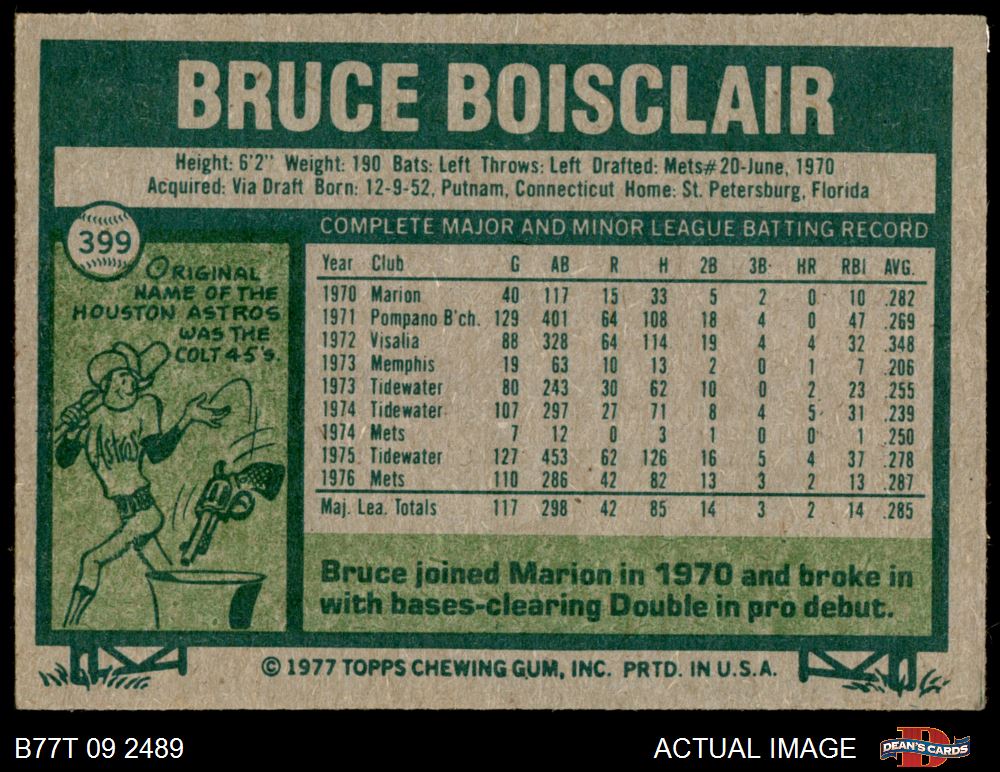 BRUCE BOISCLAIR
Height: 6'2" Weight: 190 Bats: Left Throws: Left Drafted: Mets#20-June, 1970
Acquired: Via Draft Born: 12-9-52, Putnam, Connecticut Home: St. Petersburg, Florida
399
ORIGINAL
NAME OF THE
HOUSTON ASTROS
WAS THE
COLT 45's.
Astros
COMPLETE MAJOR AND MINOR LEAGUE BATTING RECORD
Year Club G AB R H 2B 3B HR RBI AVG.
1970 Marion 40 117 15 33 5 2 0 10 .282
1971 Pompano B'ch. 129 401 64 108 18 4 0 47 .269
1972 Visalia 88 328 64 114 19 4 4 32 .348
1973 Memphis 19 63 10 13 2 0 1 7 .206
1973 Tidewater 80 243 30 62 10 0 2 23 .255
1974 Tidewater 107 297 27 71 8 4 5 31 .239
1974 Mets 7 12 0 3 1 0 0 1 .250
1975 Tidewater 127 453 62 126 16 5 4 37 .278
1976 Mets 110 286 42 82 13 3 2 13 .287
Maj. Lea. Totals 117 298 42 85 14 3 2 14 .285
Bruce joined Marion in 1970 and broke in
with bases-clearing Double in pro debut.
© 1977 TOPPS CHEWING GUM, INC. PRTD. IN U.S.A.
B77T 09 2489 ACTUAL IMAGE DEAN'S CARDS